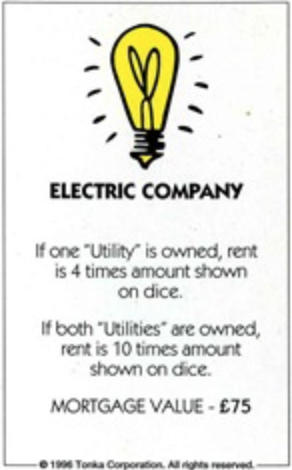 ELECTRIC COMPANY
If one "Utility" is owned, rent
is 4 times amount shown
on dice.
If both "Utilities" are owned,
rent is 10 times amount
shown on dice.
MORTGAGE VALUE - £75
© 1996 Tonka Corporation. All rights reserved.